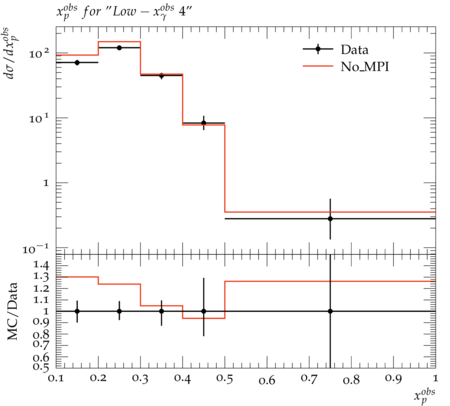 x_p^{obs} for "Low − x_γ^{obs} 4"
dσ/dx_p^{obs}
10^2
10^1
1
10^{−1}
Data
No_MPI
MC/Data
1.4
1.3
1.2
1.1
1
0.9
0.8
0.7
0.6
0.5
0.1 0.2 0.3 0.4 0.5 0.6 0.7 0.8 0.9 1
x_p^{obs}